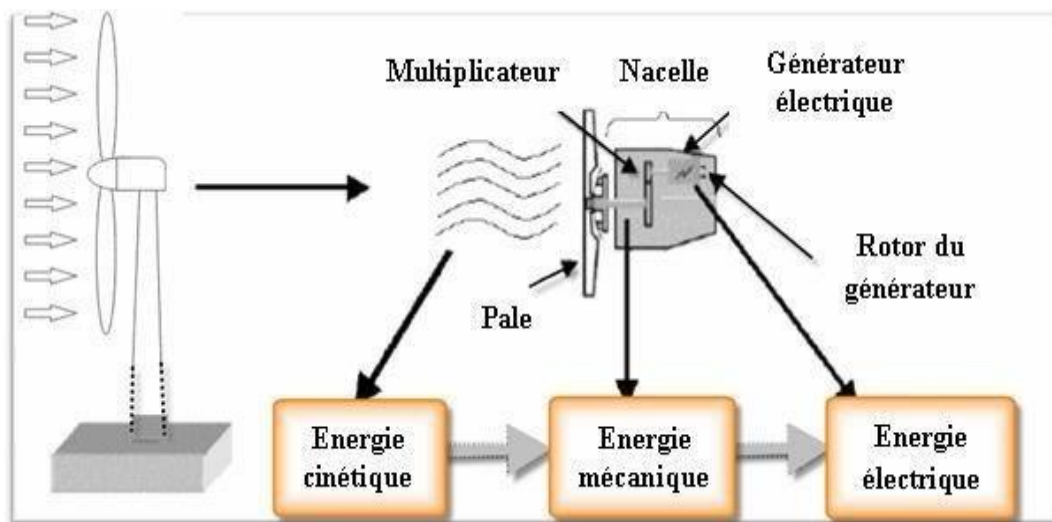 Multiplicateur
Nacelle
Générateur
électrique
Pale
Rotor du
générateur
Energie
cinétique
Energie
mécanique
Energie
électrique